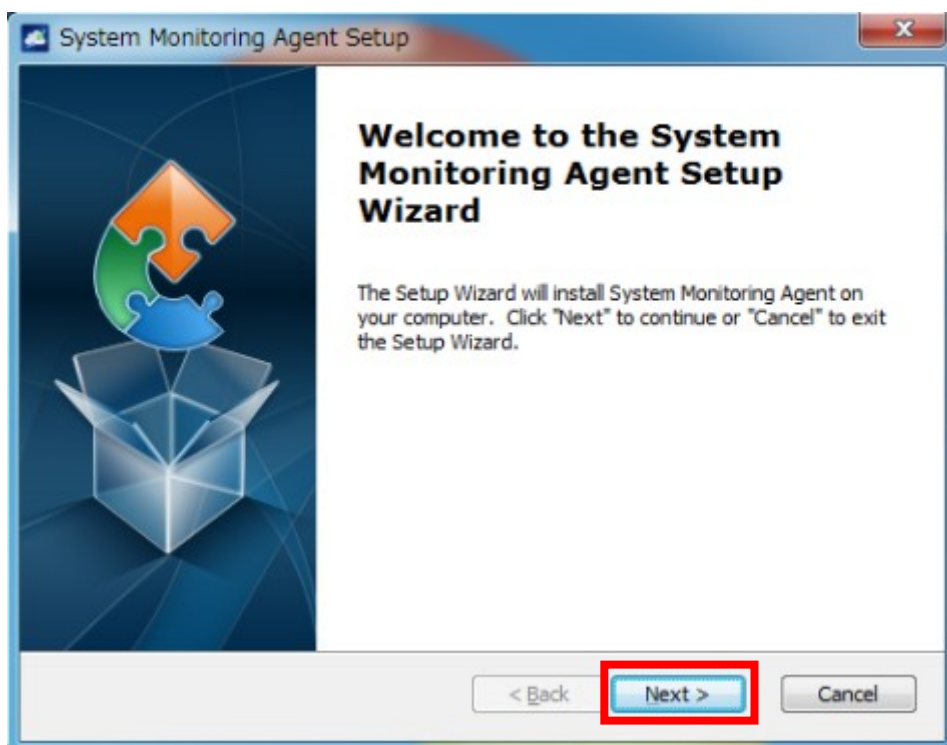 System Monitoring Agent Setup
Welcome to the System
Monitoring Agent Setup
Wizard
The Setup Wizard will install System Monitoring Agent on
your computer. Click "Next" to continue or "Cancel" to exit
the Setup Wizard.
< Back Next > Cancel